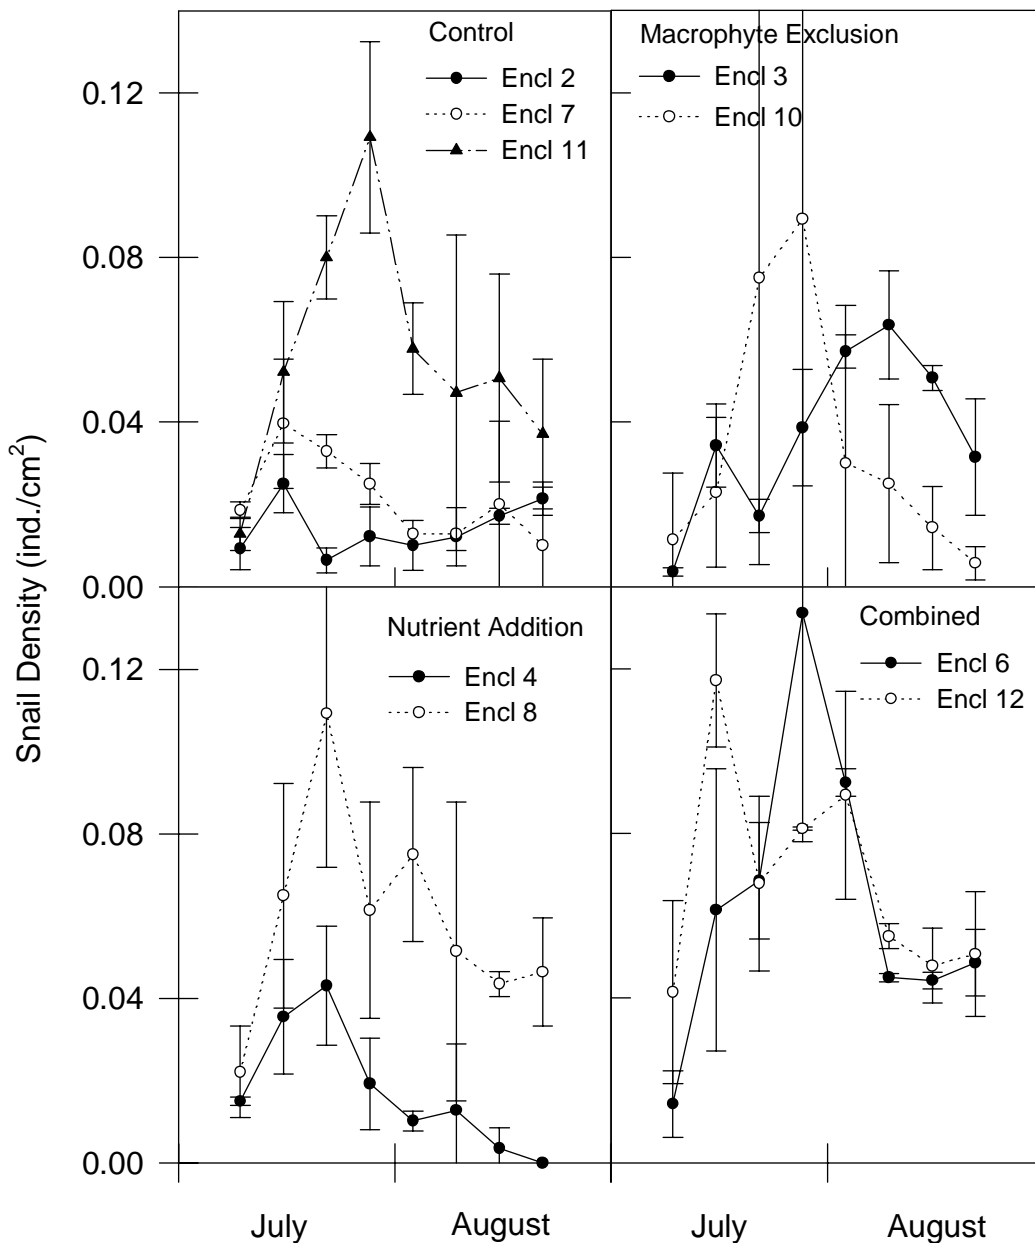 Control
Encl 2
Encl 7
Encl 11
Macrophyte Exclusion
Encl 3
Encl 10
0.12
0.08
0.04
0.00
Snail Density (ind./cm²)
Nutrient Addition
Encl 4
Encl 8
Combined
Encl 6
Encl 12
0.12
0.08
0.04
0.00
July
August
July
August